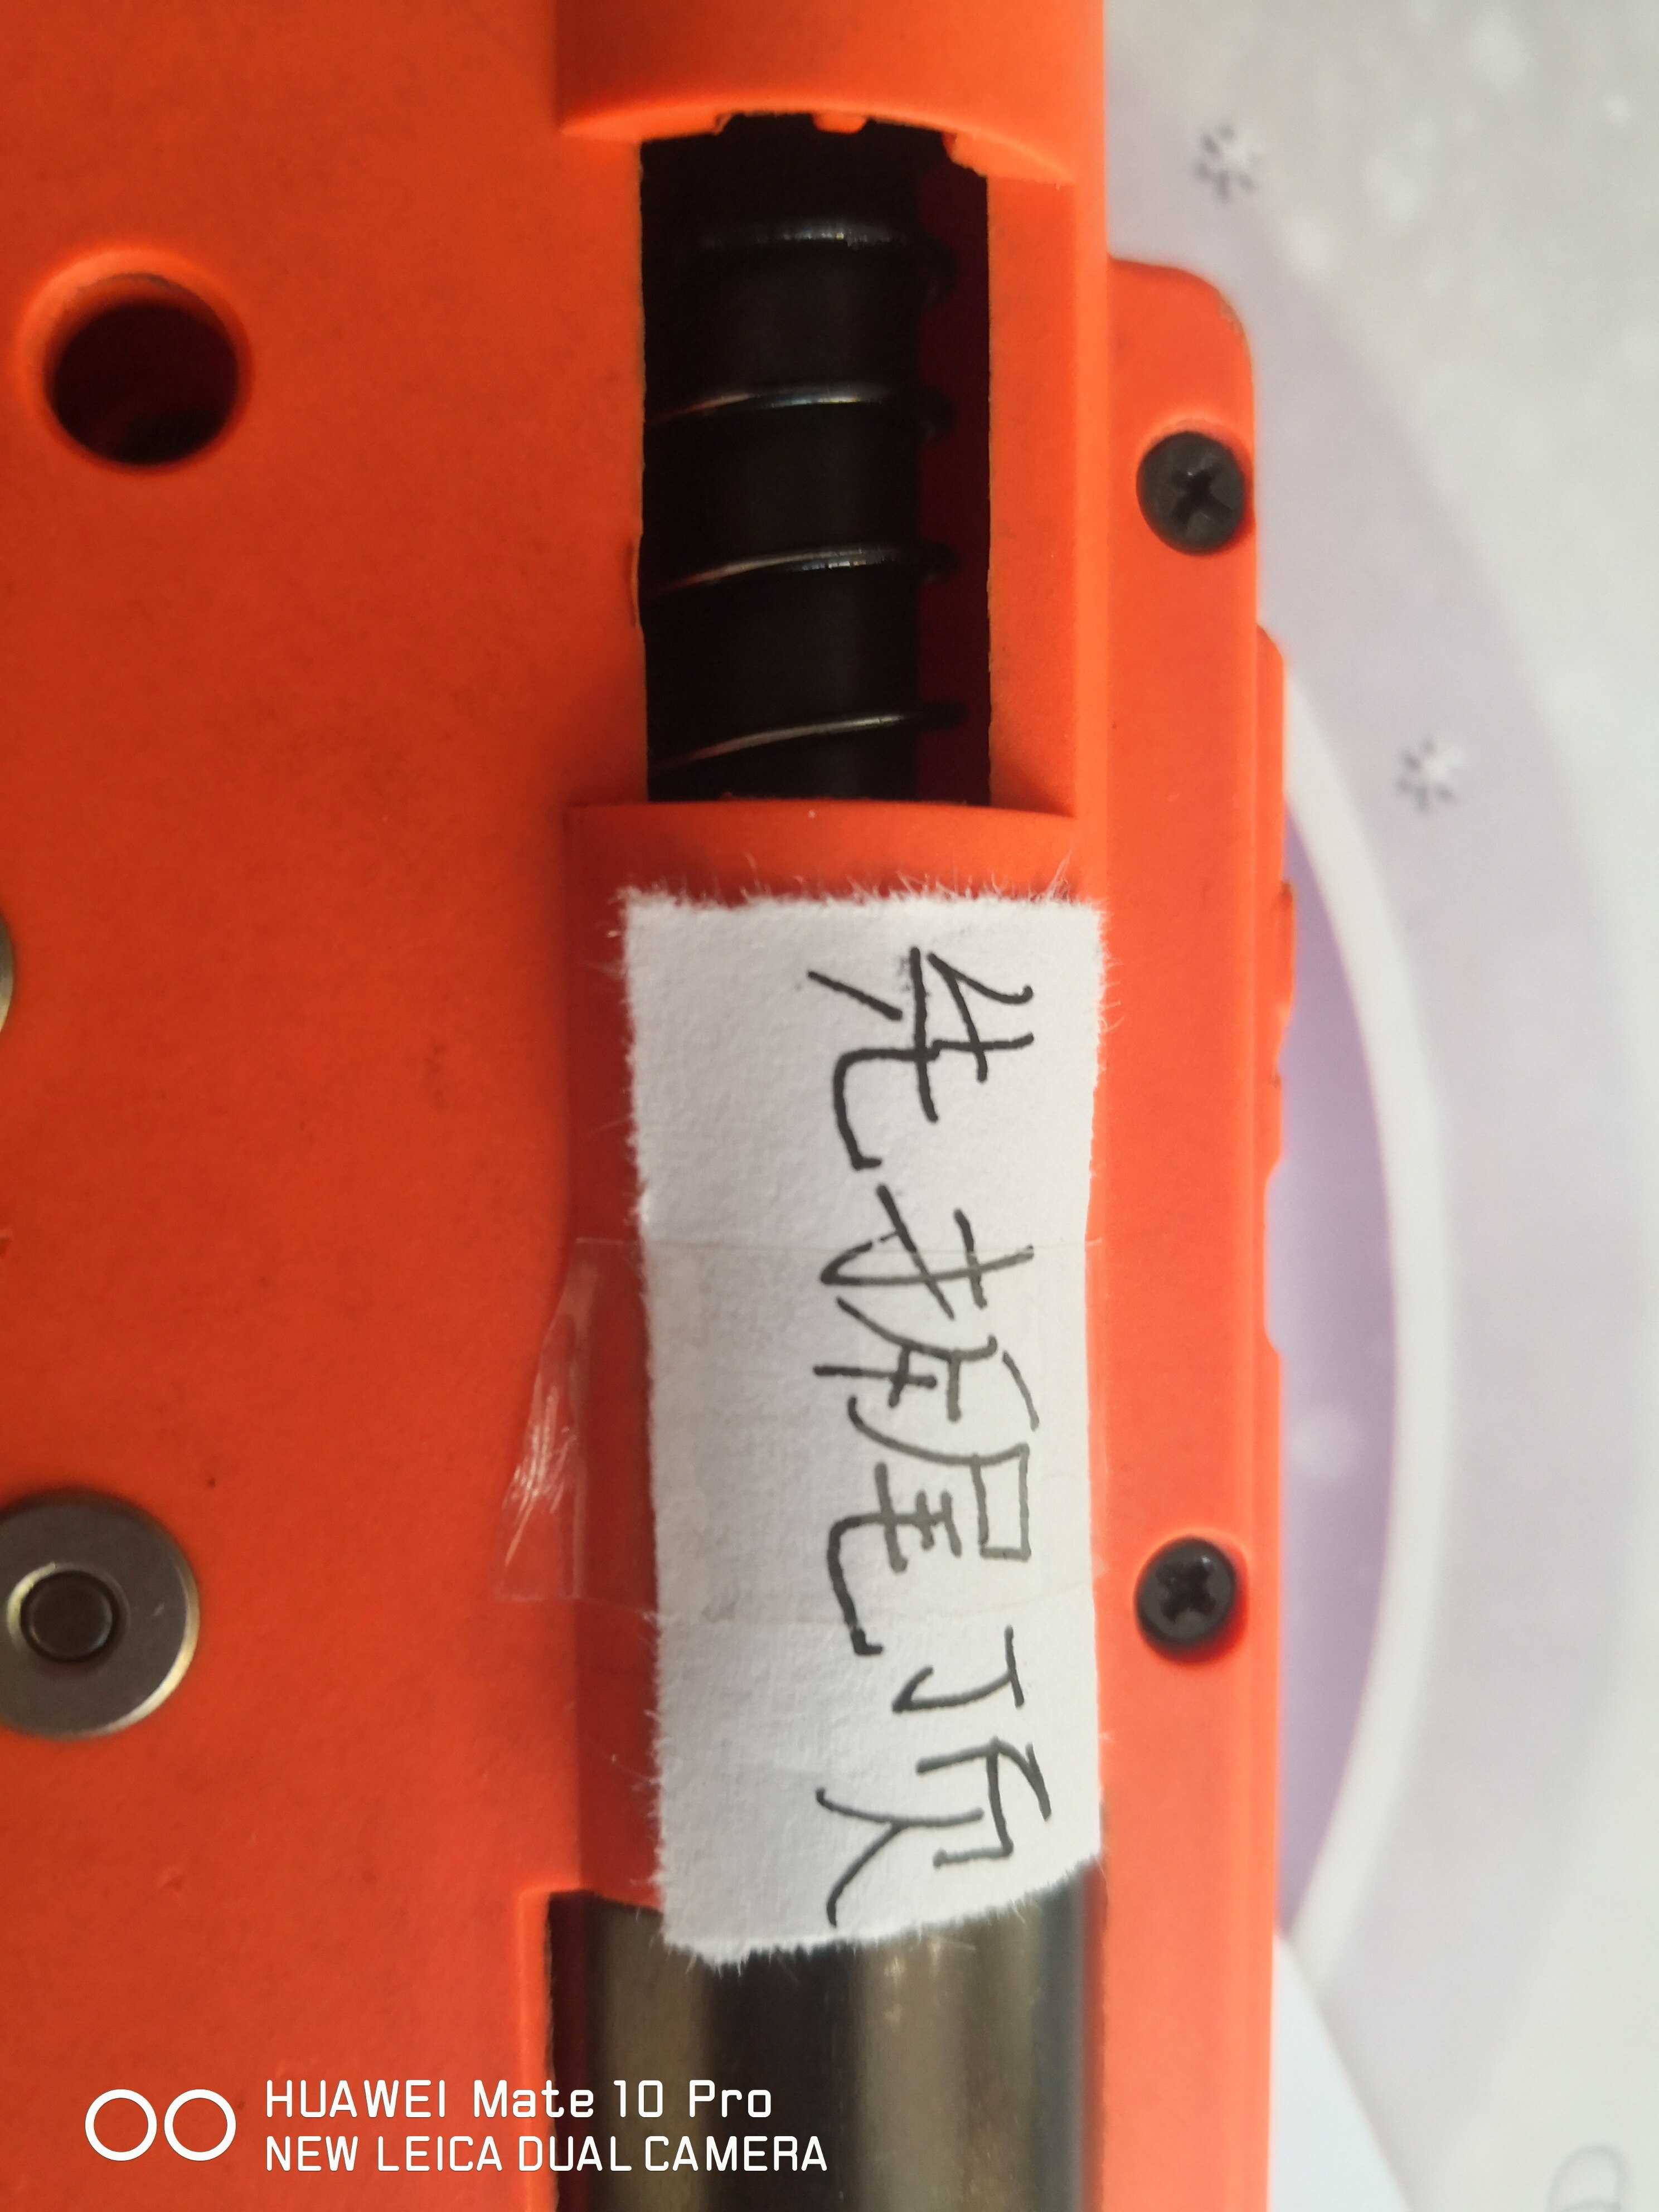 先拆尾顶
HUAWEI Mate 10 Pro
NEW LEICA DUAL CAMERA